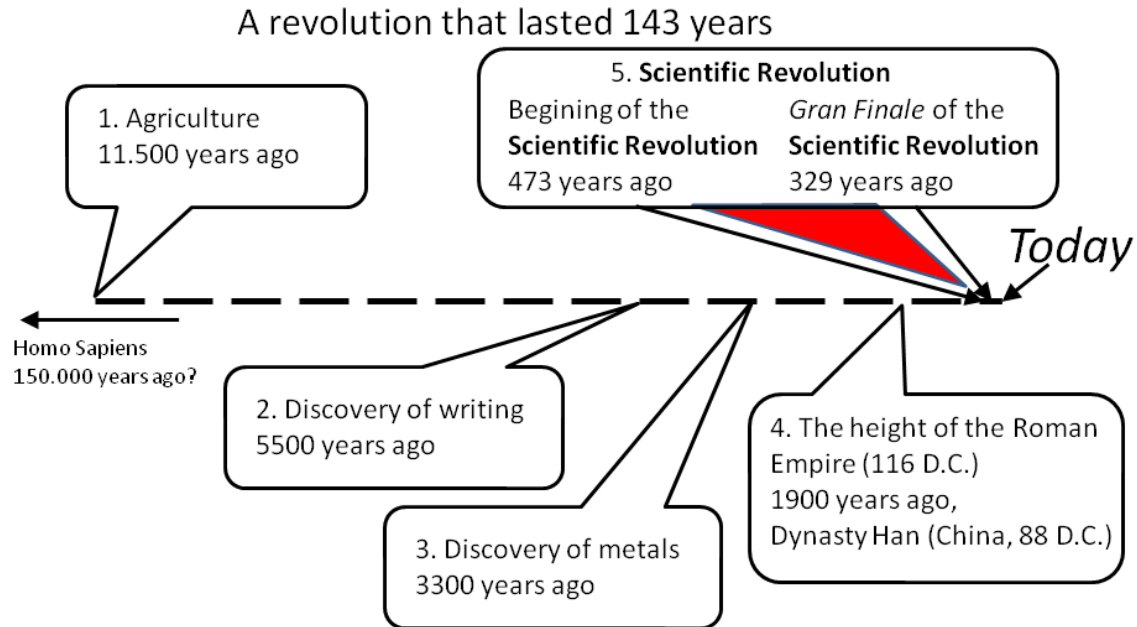 A revolution that lasted 143 years
1. Agriculture
11.500 years ago
5. Scientific Revolution
Begining of the
Scientific Revolution
473 years ago
Gran Finale of the
Scientific Revolution
329 years ago
Today
Homo Sapiens
150.000 years ago?
2. Discovery of writing
5500 years ago
3. Discovery of metals
3300 years ago
4. The height of the Roman
Empire (116 D.C.)
1900 years ago,
Dynasty Han (China, 88 D.C.)